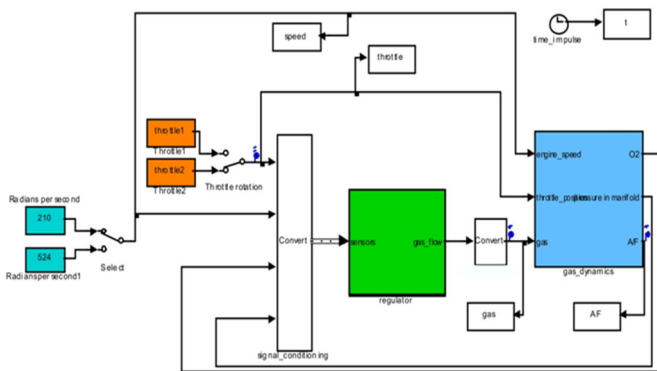 speed
time_impulse
t
throttle
throttle1
Throttle1
throttle2
Throttle2
Throttle rotation
Radians per second
210
524
Radiansper second1
Select
Convert
signal_conditioning
sensors
gas_flow
regulator
Convert
engine_speed
O2
throttle_position
pressure in manifold
gas
AF
gas_dynamics
gas
AF